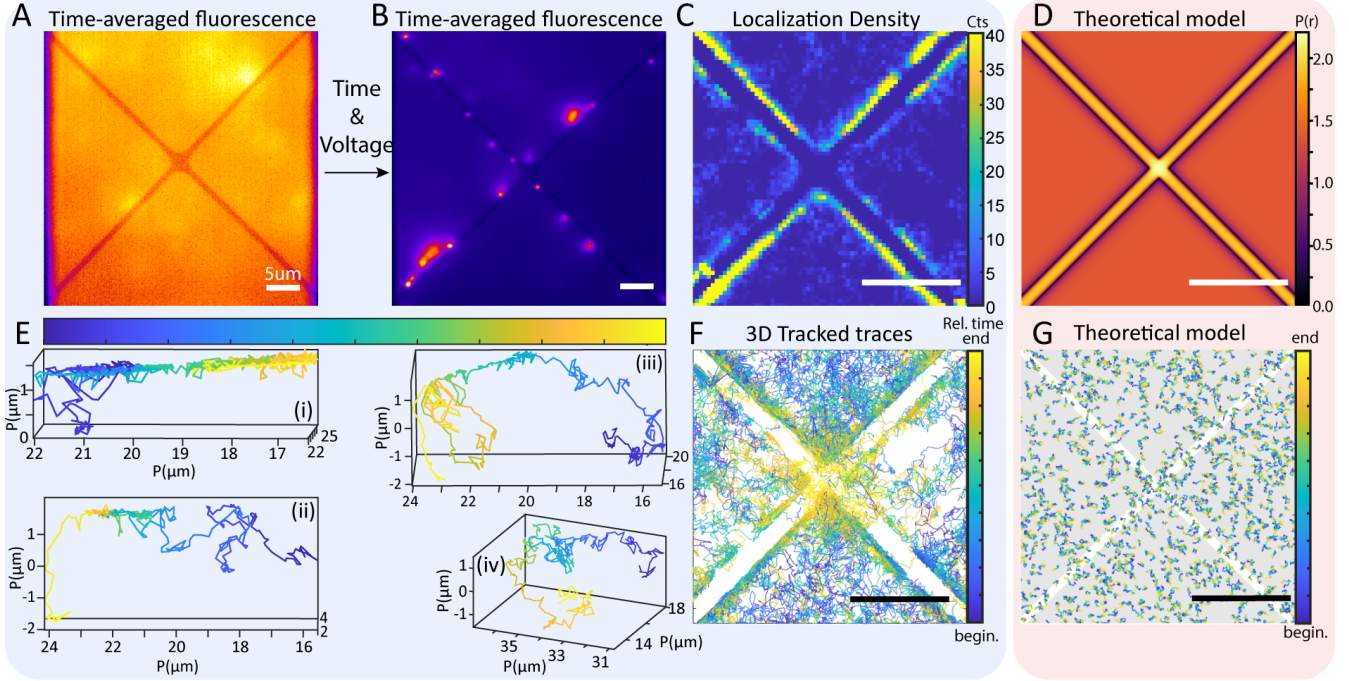 A
Time-averaged fluorescence
5um
Time
&
Voltage
B
Time-averaged fluorescence
C
Localization Density
Cts
40
35
30
25
20
15
10
5
0
D
Theoretical model
P(r)
2.0
1.5
1.0
0.5
0.0
E
(i)
P(µm)
1
0
22
21
20
19
18
17
22
25
P(µm)
(ii)
P(µm)
1
0
-1
-2
24
22
20
18
16
4
2
P(µm)
(iii)
P(µm)
1
0
-1
-2
24
22
20
18
16
20
16
(iv)
P(µm)
1
0
-1
35
33
31
P(µm)
14
18
P(µm)
F
3D Tracked traces
Rel. time
end
begin.
G
Theoretical model
end
begin.